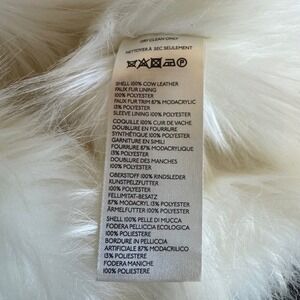 DRY CLEAN ONLY
NETTOYER À SEC SEULEMENT
SHELL 100% COW LEATHER
FAUX FUR LINING
100% POLYESTER
FAUX FUR TRIM 87% MODACRYLIC
13% POLYESTER
SLEEVE LINING 100% POLYESTER
COQUILLE 100% CUIR DE VACHE
DOUBLURE EN FOURRURE
SYNTHÉTIQUE 100% POLYESTER
GARNITURE EN SIMILI
FOURRURE 87% MODACRYLIQUE
13% POLYESTER
DOUBLURE DES MANCHES
100% POLYESTER
OBERSTOFF 100% RINDSLEDER
KUNSTPELZFUTTER
100% POLYESTER
FELLIMITAT-BESATZ
87% MODACRYL 13% POLYESTER
ÄRMELFUTTER 100% POLYESTER
SHELL 100% PELLE DI MUCCA
FODERA PELLICCIA ECOLOGICA
100% POLIESTERE
BORDURE IN PELLICCIA
ARTIFICIALE 87% MODACRILICO
13% POLIESTERE
FODERA MANICHE
100% POLIESTERE